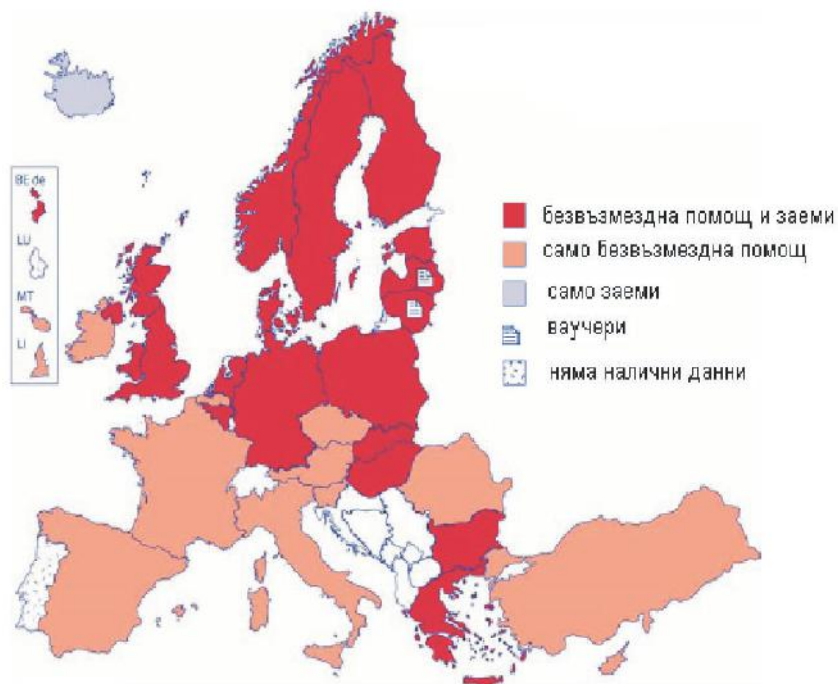 BE de
LU
MT
LI
безвъзмездна помощ и заеми
само безвъзмездна помощ
само заеми
ваучери
няма налични данни